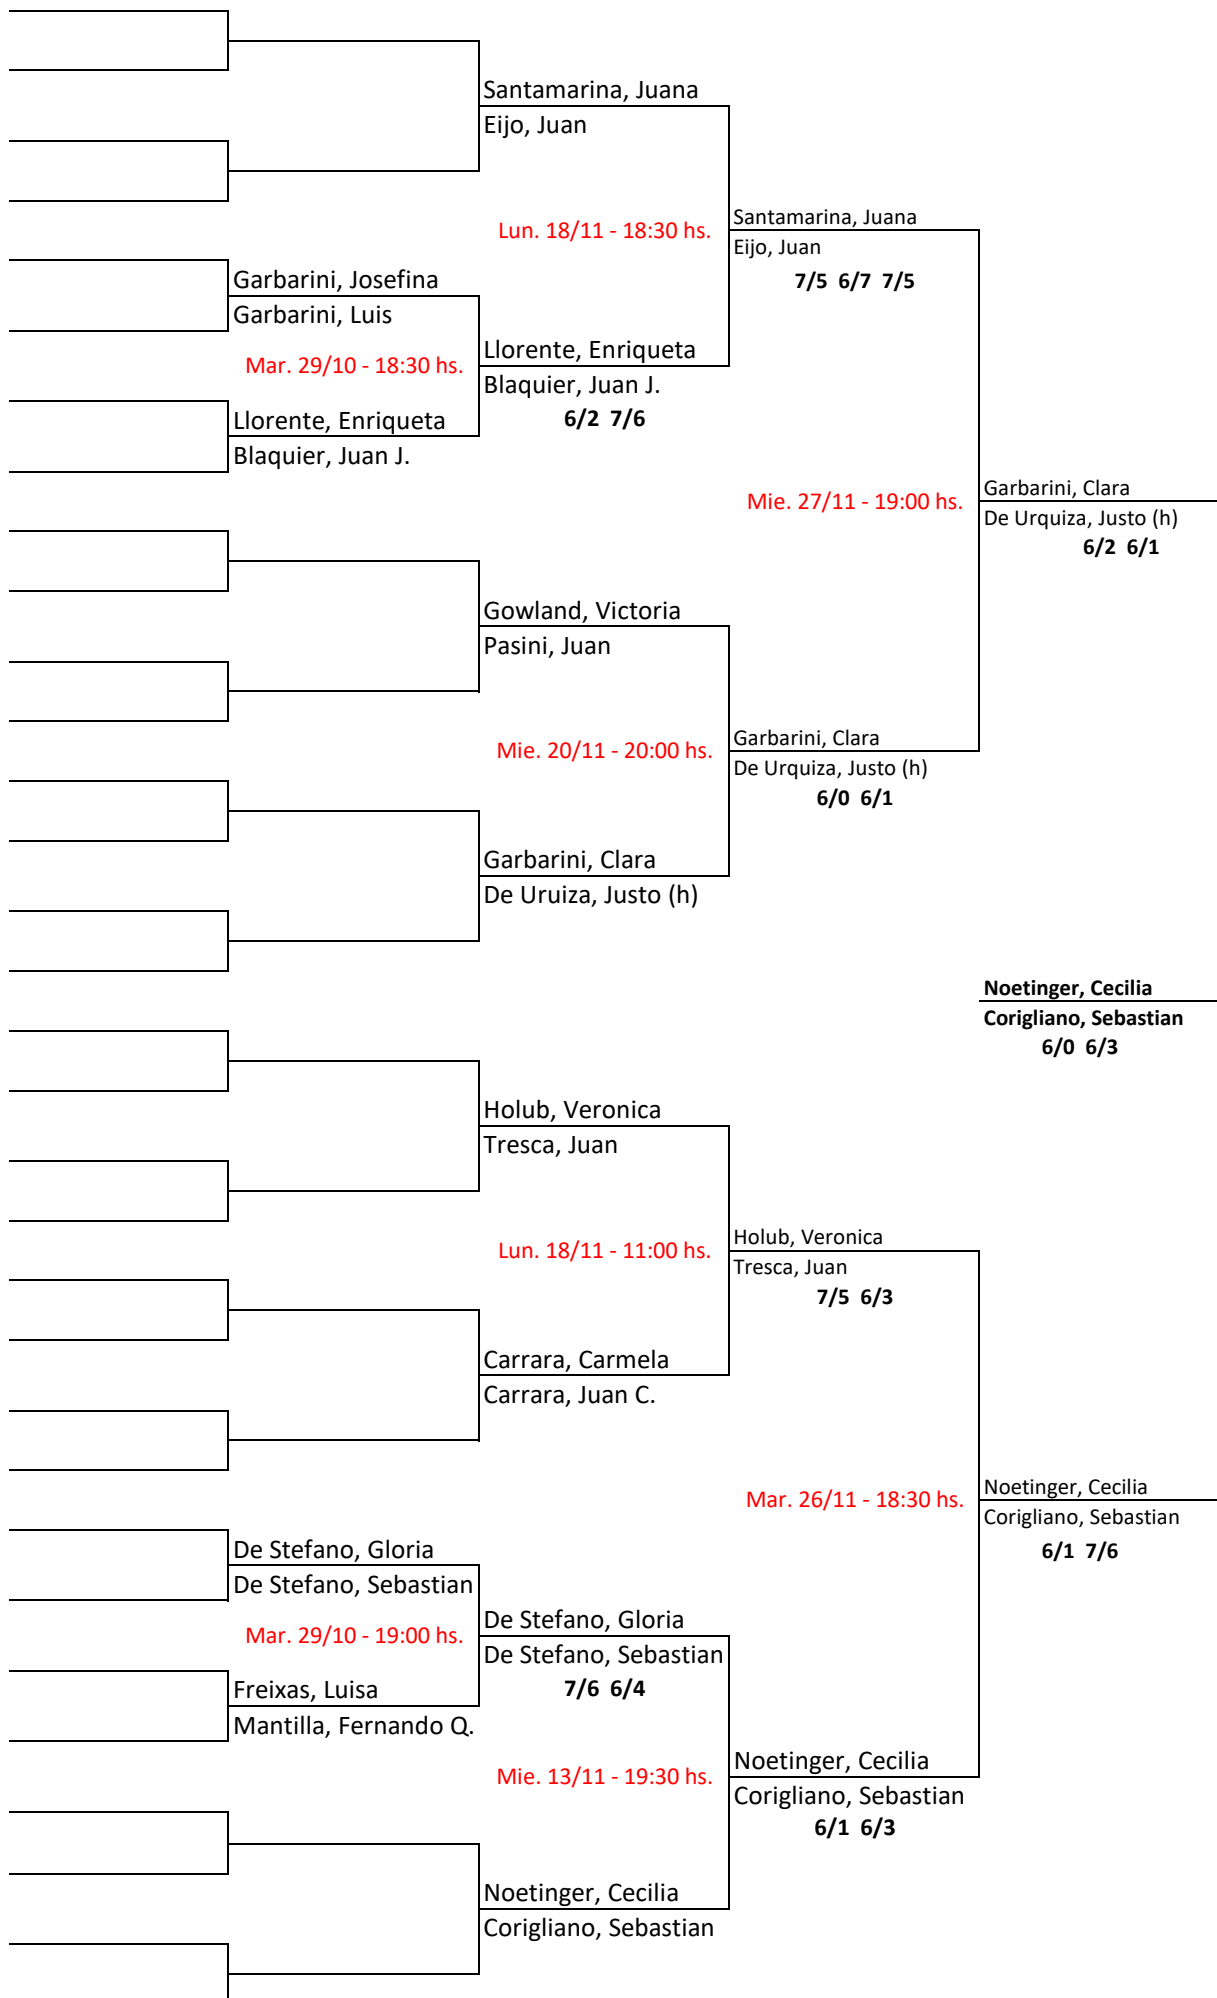 Santamarina, Juana
Eijo, Juan
Lun. 18/11 - 18:30 hs.
Santamarina, Juana
Eijo, Juan
7/5 6/7 7/5
Garbarini, Josefina
Garbarini, Luis
Mar. 29/10 - 18:30 hs.
Llorente, Enriqueta
Blaquier, Juan J.
6/2 7/6
Llorente, Enriqueta
Blaquier, Juan J.
Mie. 27/11 - 19:00 hs.
Garbarini, Clara
De Urquiza, Justo (h)
6/2 6/1
Gowland, Victoria
Pasini, Juan
Mie. 20/11 - 20:00 hs.
Garbarini, Clara
De Urquiza, Justo (h)
6/0 6/1
Garbarini, Clara
De Uruiza, Justo (h)
Noetinger, Cecilia
Corigliano, Sebastian
6/0 6/3
Holub, Veronica
Tresca, Juan
Lun. 18/11 - 11:00 hs.
Holub, Veronica
Tresca, Juan
7/5 6/3
Carrara, Carmela
Carrara, Juan C.
Mar. 26/11 - 18:30 hs.
Noetinger, Cecilia
Corigliano, Sebastian
6/1 7/6
De Stefano, Gloria
De Stefano, Sebastian
Mar. 29/10 - 19:00 hs.
De Stefano, Gloria
De Stefano, Sebastian
7/6 6/4
Freixas, Luisa
Mantilla, Fernando Q.
Mie. 13/11 - 19:30 hs.
Noetinger, Cecilia
Corigliano, Sebastian
6/1 6/3
Noetinger, Cecilia
Corigliano, Sebastian